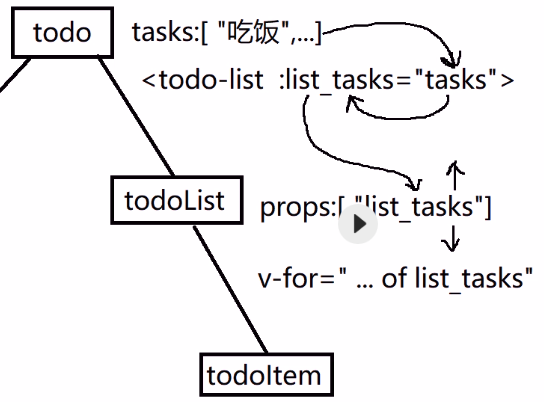 todo
tasks:[ "吃饭",...]
<todo-list :list_tasks="tasks">
todoList
props:[ "list_tasks"]
v-for=" ... of list_tasks"
todoItem